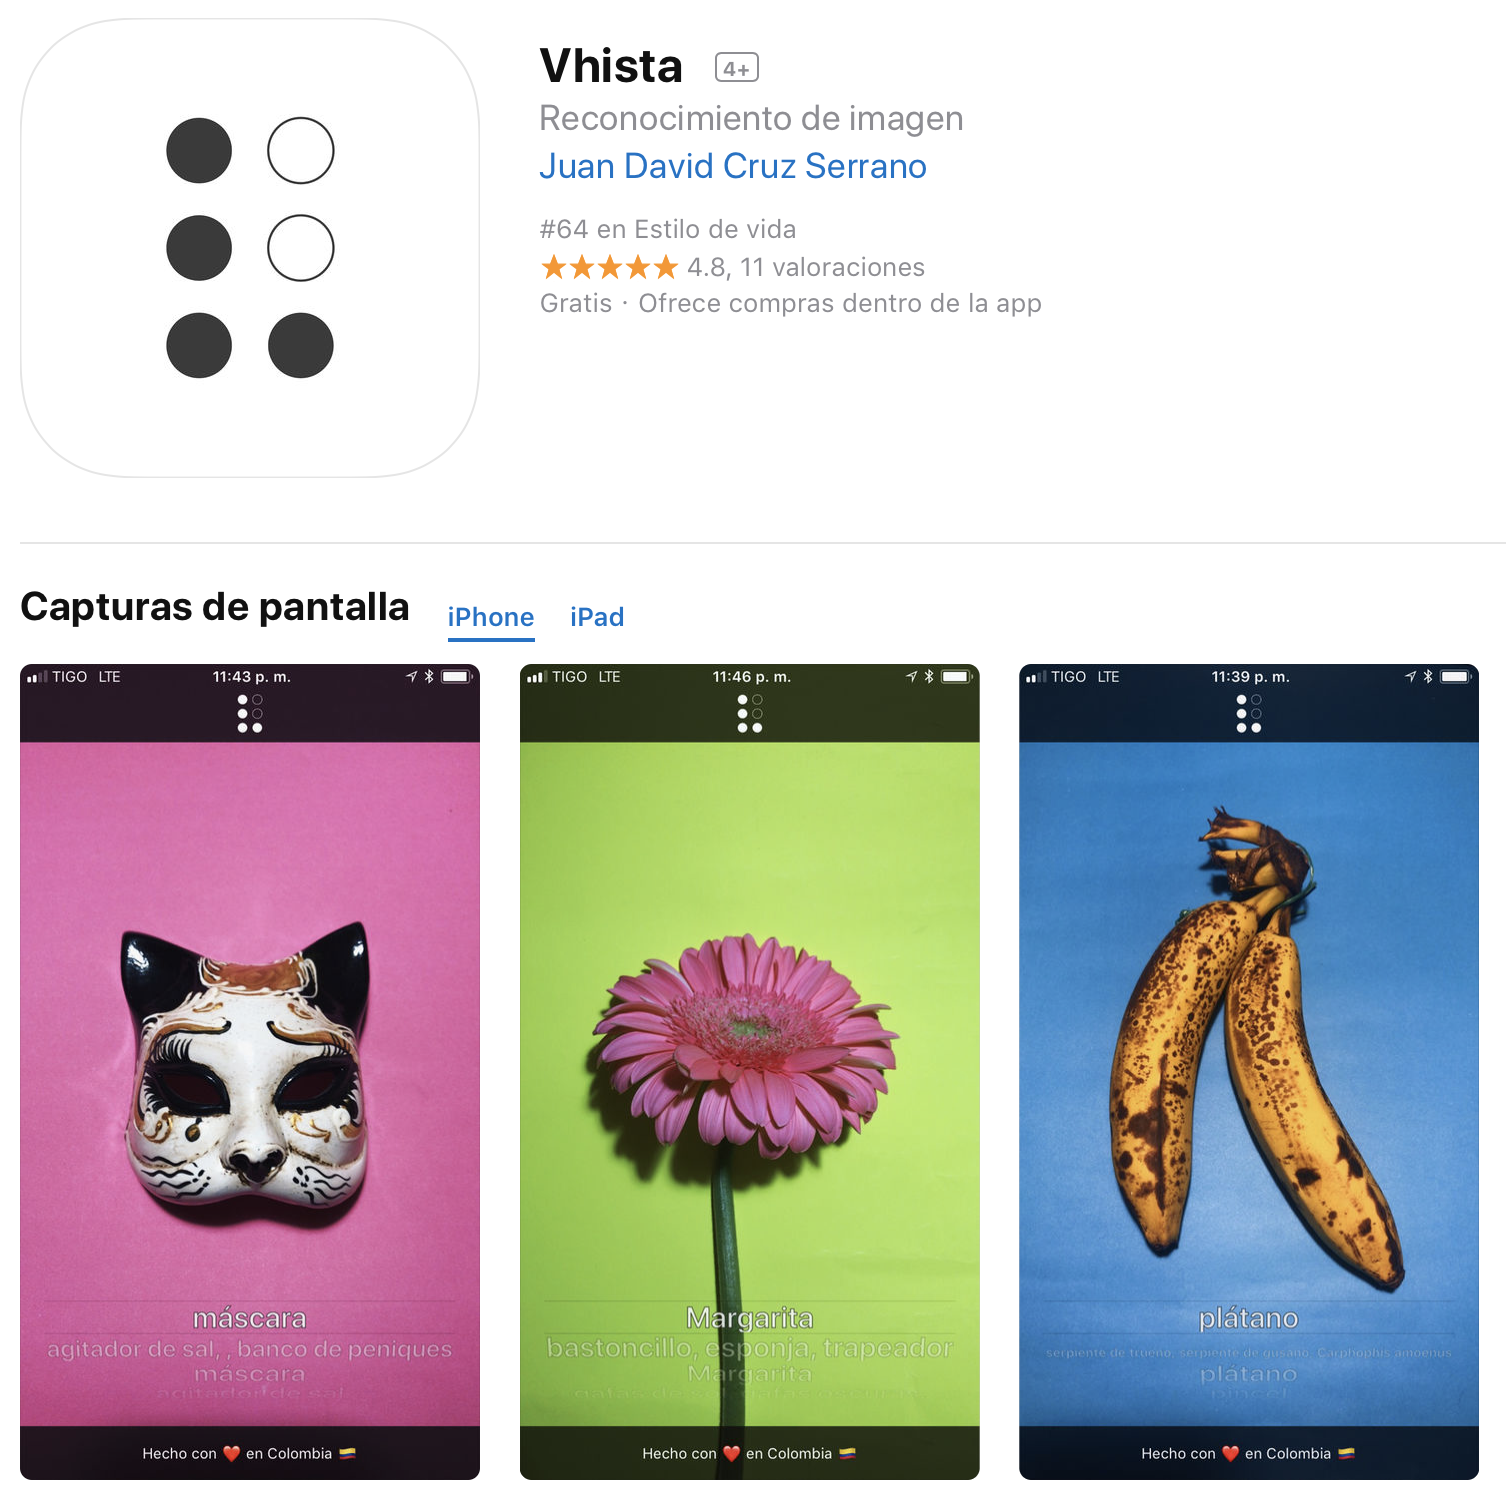 Vhista 4+
Reconocimiento de imagen
Juan David Cruz Serrano
#64 en Estilo de vida
4.8, 11 valoraciones
Gratis · Ofrece compras dentro de la app
Capturas de pantalla iPhone iPad
TIGO LTE 11:43 p. m.
máscara
agitador de sal, , banco de peniques
máscara
agitador de sal
Hecho con ❤️ en Colombia 🇨🇴
TIGO LTE 11:46 p. m.
Margarita
bastoncillo, esponja, trapeador
Margarita
Hecho con ❤️ en Colombia 🇨🇴
TIGO LTE 11:39 p. m.
plátano
serpiente de trueno, serpiente de gusano, Carphophis amoenus
plátano
pincel
Hecho con ❤️ en Colombia 🇨🇴